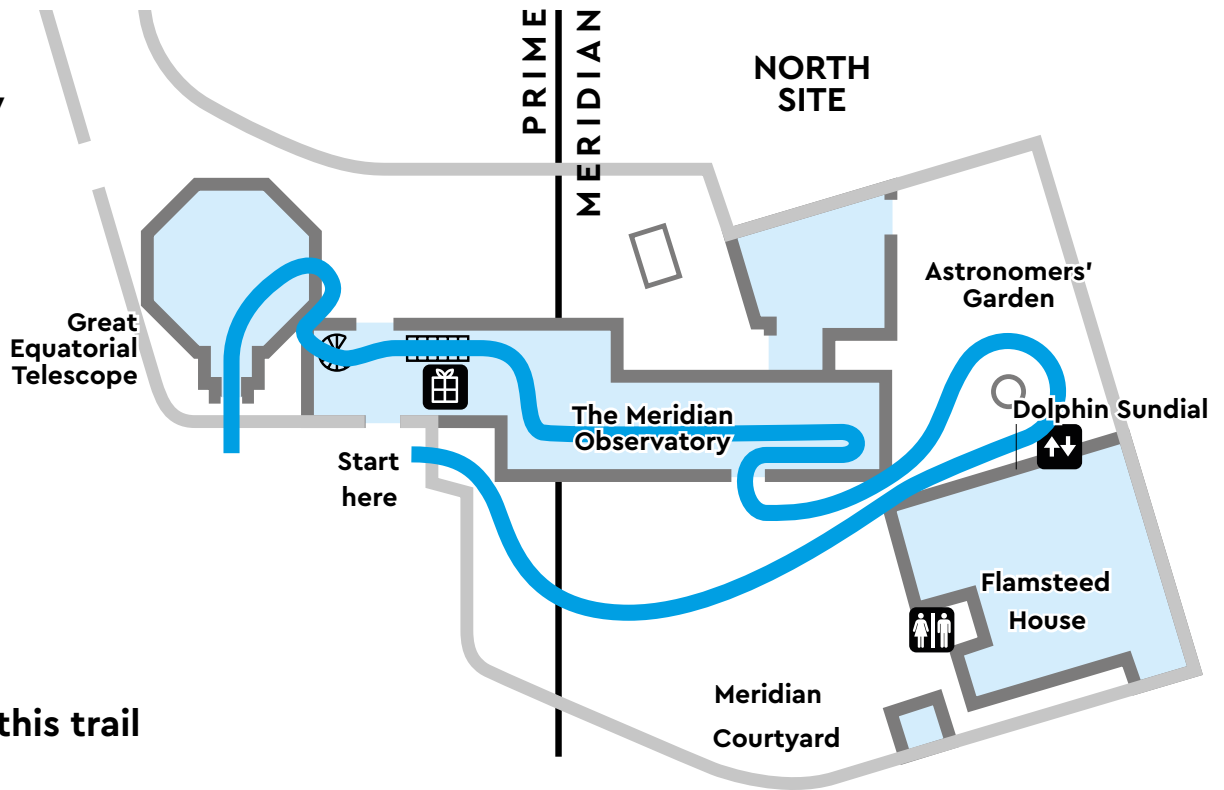 PRIME
MERIDIAN
NORTH
SITE
Astronomers'
Garden
Great
Equatorial
Telescope
The Meridian
Observatory
Dolphin Sundial
Start
here
Flamsteed
House
Meridian
Courtyard
this trail